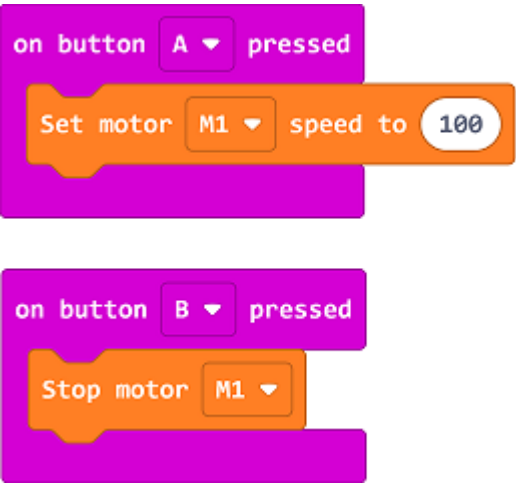 on button A pressed
Set motor M1 speed to 100
on button B pressed
Stop motor M1